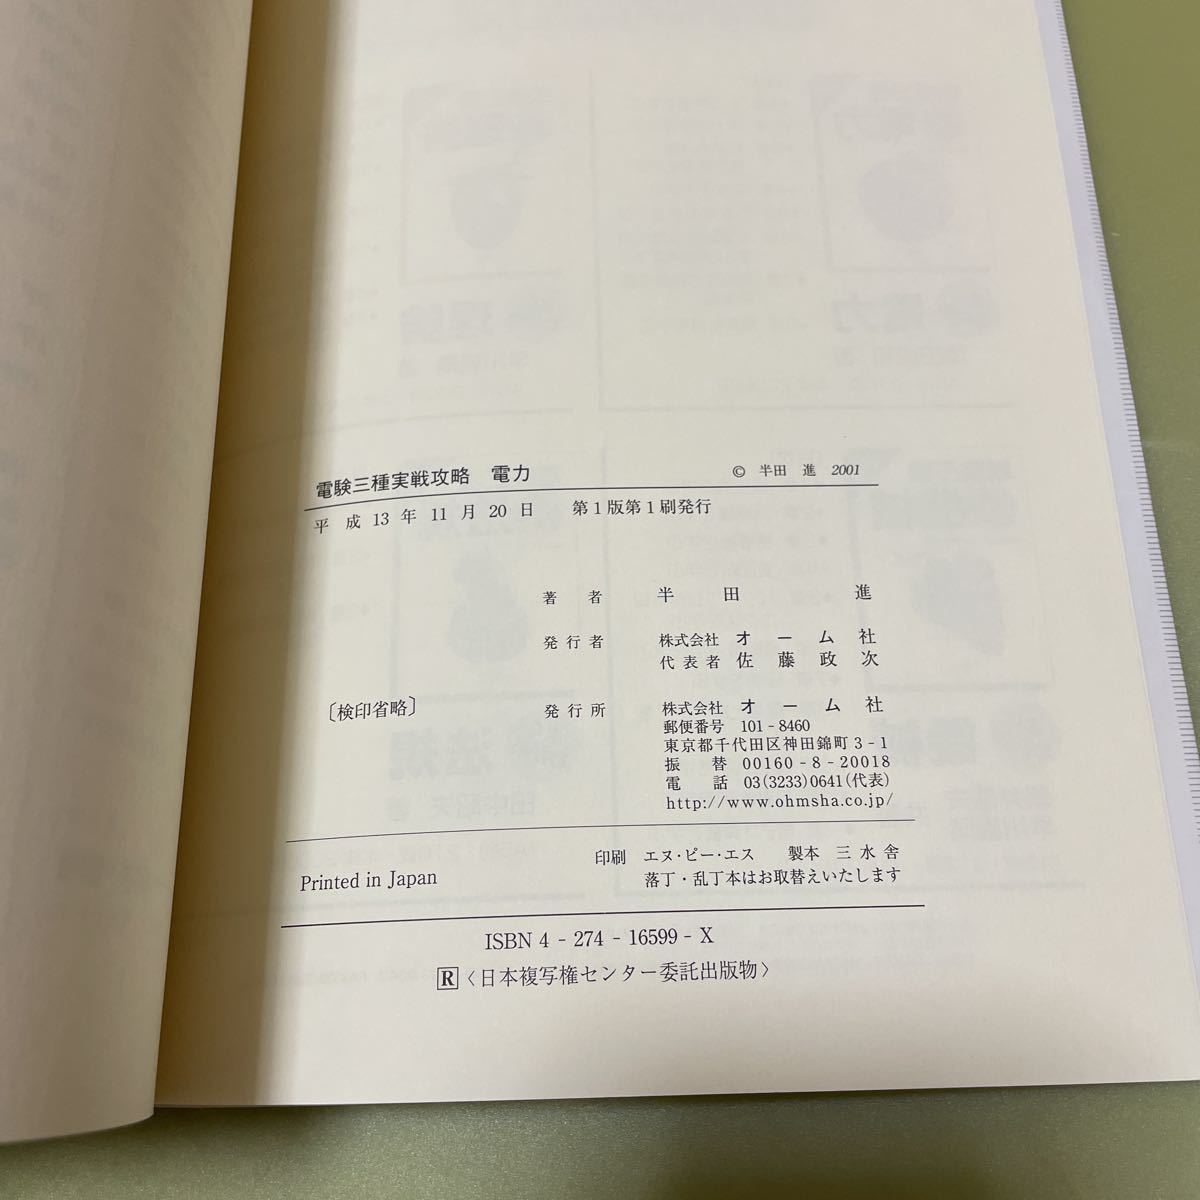 電験三種実戦攻略　電力
© 半田 進 2001
平成 13 年 11 月 20 日　第 1 版第 1 刷発行
著者　半田　進
発行者　株式会社 オーム社
代表者 佐藤政次
〔検印省略〕
発行所　株式会社 オーム社
郵便番号 101-8460
東京都千代田区神田錦町 3-1
振替 00160-8-20018
電話 03(3233)0641(代表)
http://www.ohmsha.co.jp/
印刷 エヌ・ピー・エス　製本 三水舎
Printed in Japan
落丁・乱丁本はお取替えいたします
ISBN 4-274-16599-X
R〈日本複写権センター委託出版物〉